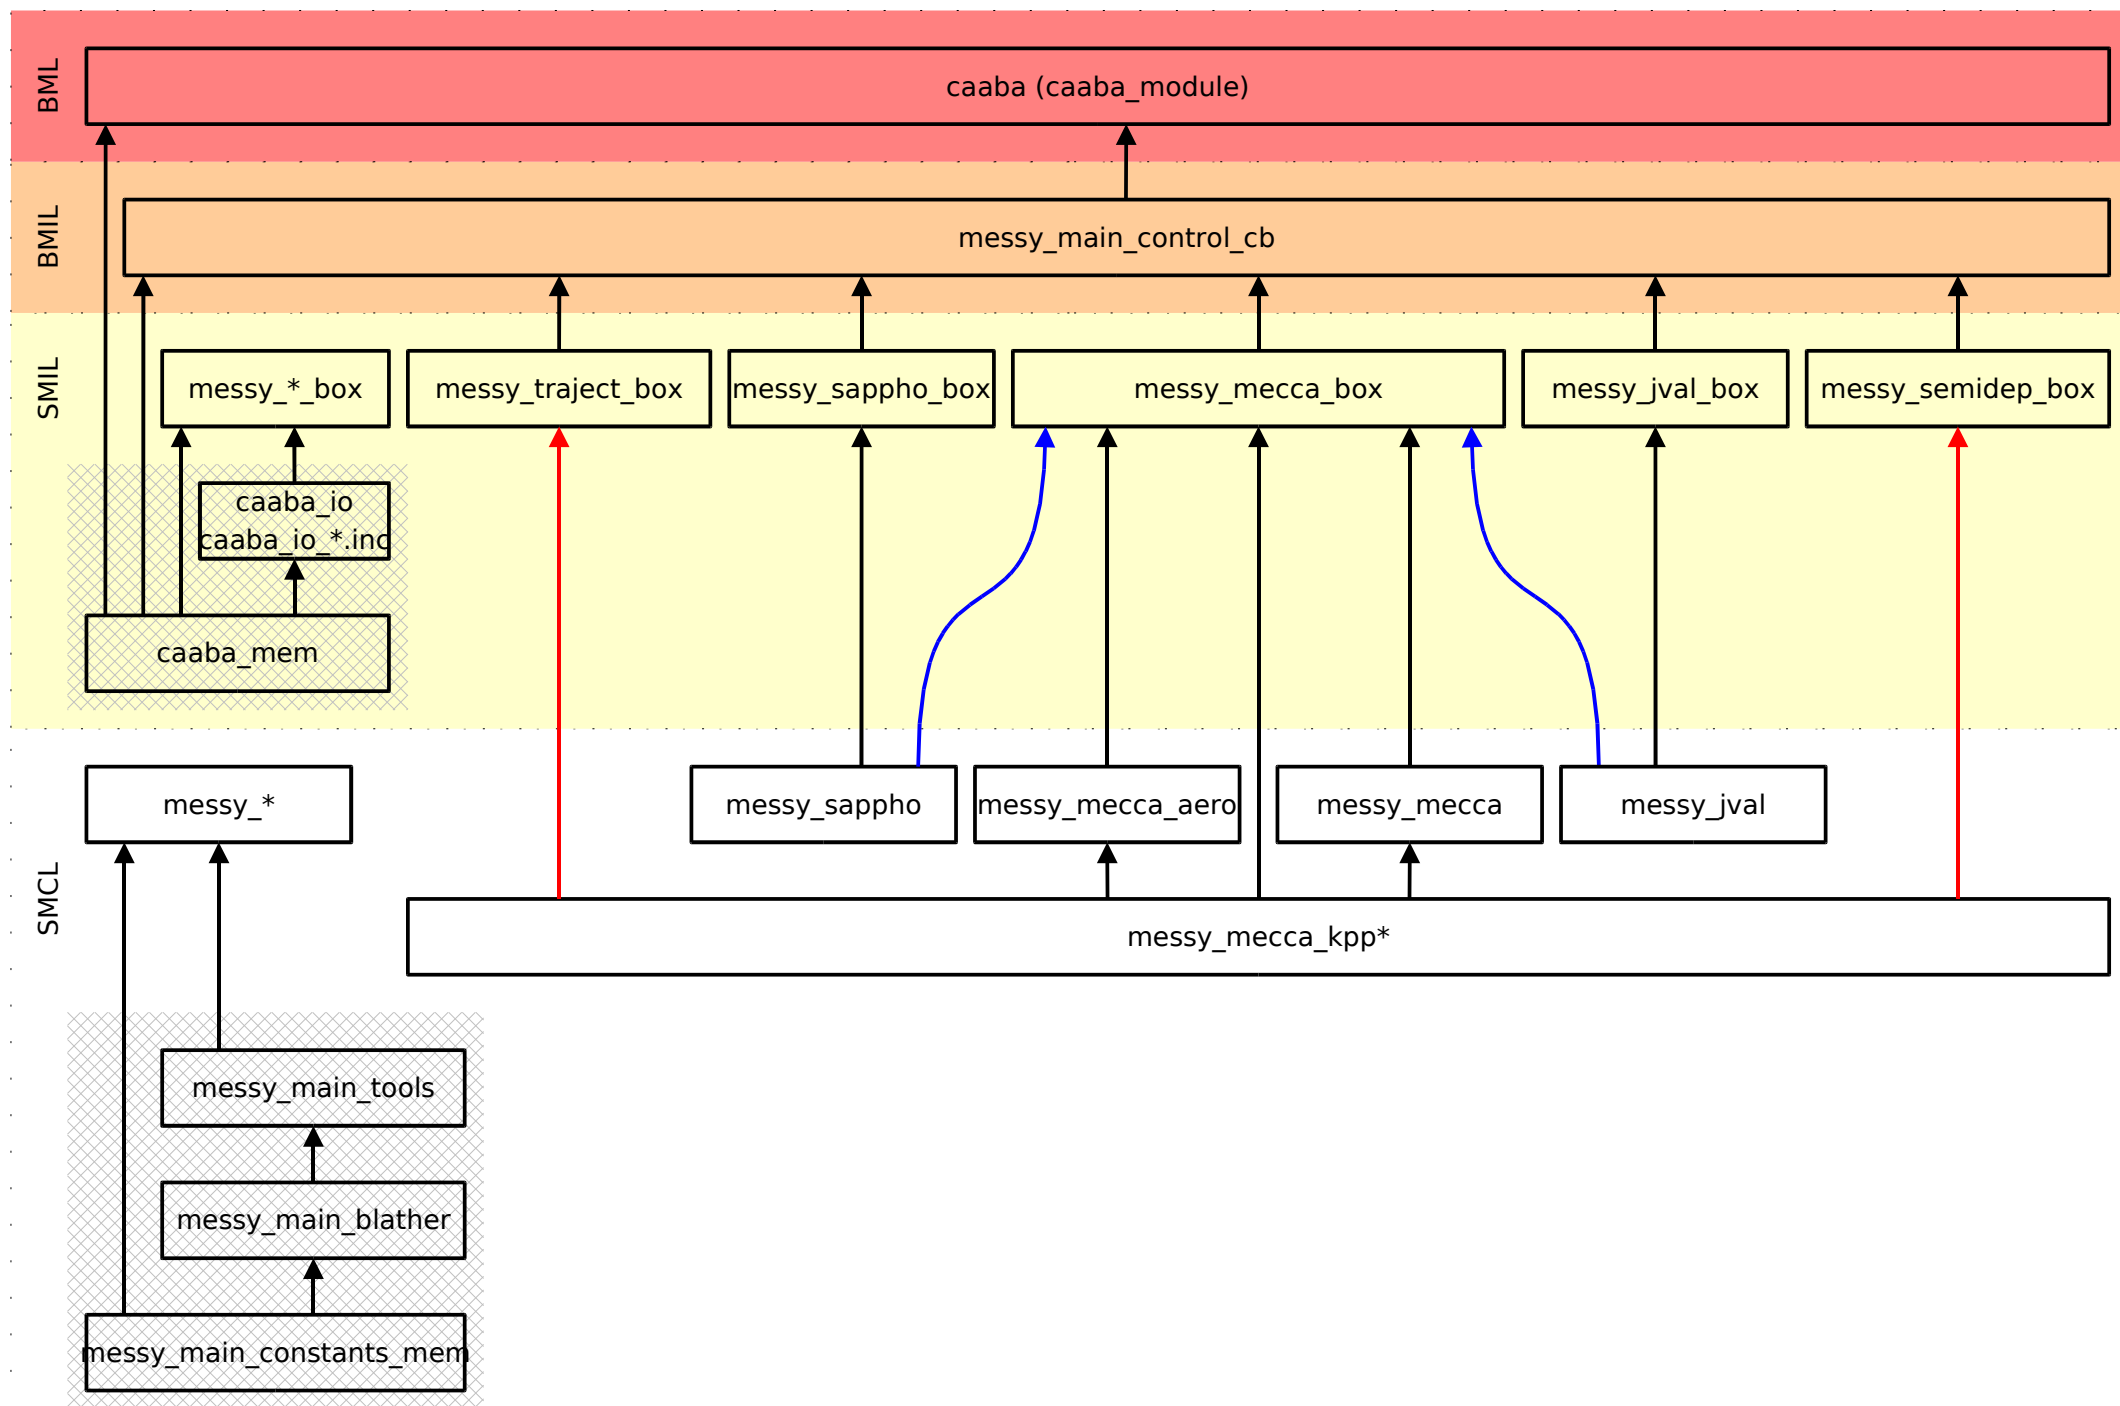 BML
caaba (caaba_module)
BMIL
messy_main_control_cb
SMIL
messy_*_box
messy_traject_box
messy_sappho_box
messy_mecca_box
messy_jval_box
messy_semidep_box
caaba_io
caaba_io_*.inc
caaba_mem
SMCL
messy_*
messy_sappho
messy_mecca_aero
messy_mecca
messy_jval
messy_mecca_kpp*
messy_main_tools
messy_main_blather
messy_main_constants_mem